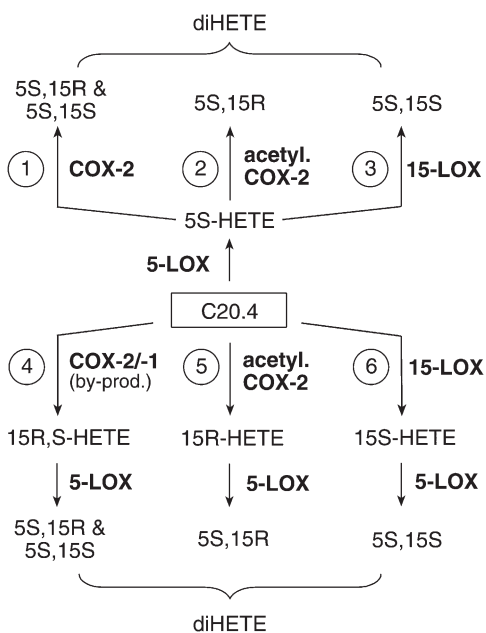 diHETE
5S,15R &
5S,15S
5S,15R
5S,15S
1
COX-2
2
acetyl.
COX-2
3
15-LOX
5S-HETE
5-LOX
C20.4
4
COX-2/-1
(by-prod.)
5
acetyl.
COX-2
6
15-LOX
15R,S-HETE
15R-HETE
15S-HETE
5-LOX
5-LOX
5-LOX
5S,15R &
5S,15S
5S,15R
5S,15S
diHETE